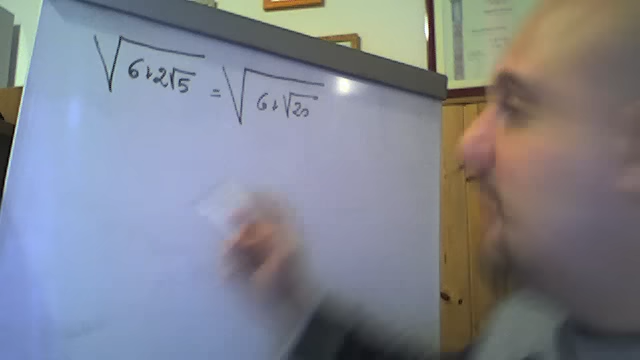 √(6+2√5) = √(6+√20)